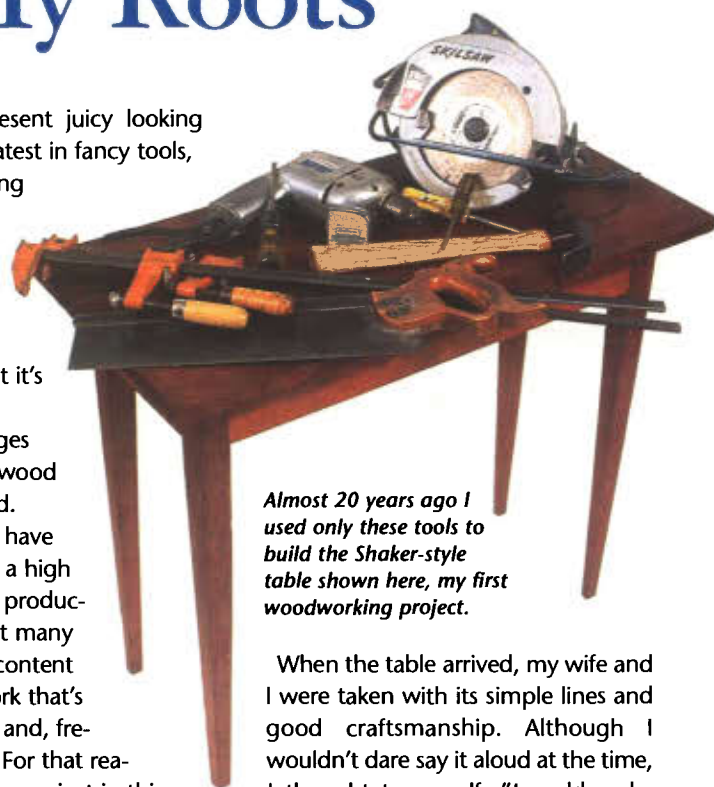 ly Roots
esent juicy looking
atest in fancy tools,
ng
SKILSAW
t it's
ges
wood
d.
have
a high
produc-
t many
content
rk that's
and, fre-
For that rea-
Almost 20 years ago I
used only these tools to
build the Shaker-style
table shown here, my first
woodworking project.
When the table arrived, my wife and
I were taken with its simple lines and
good craftsmanship. Although I
wouldn't dare say it aloud at the time,